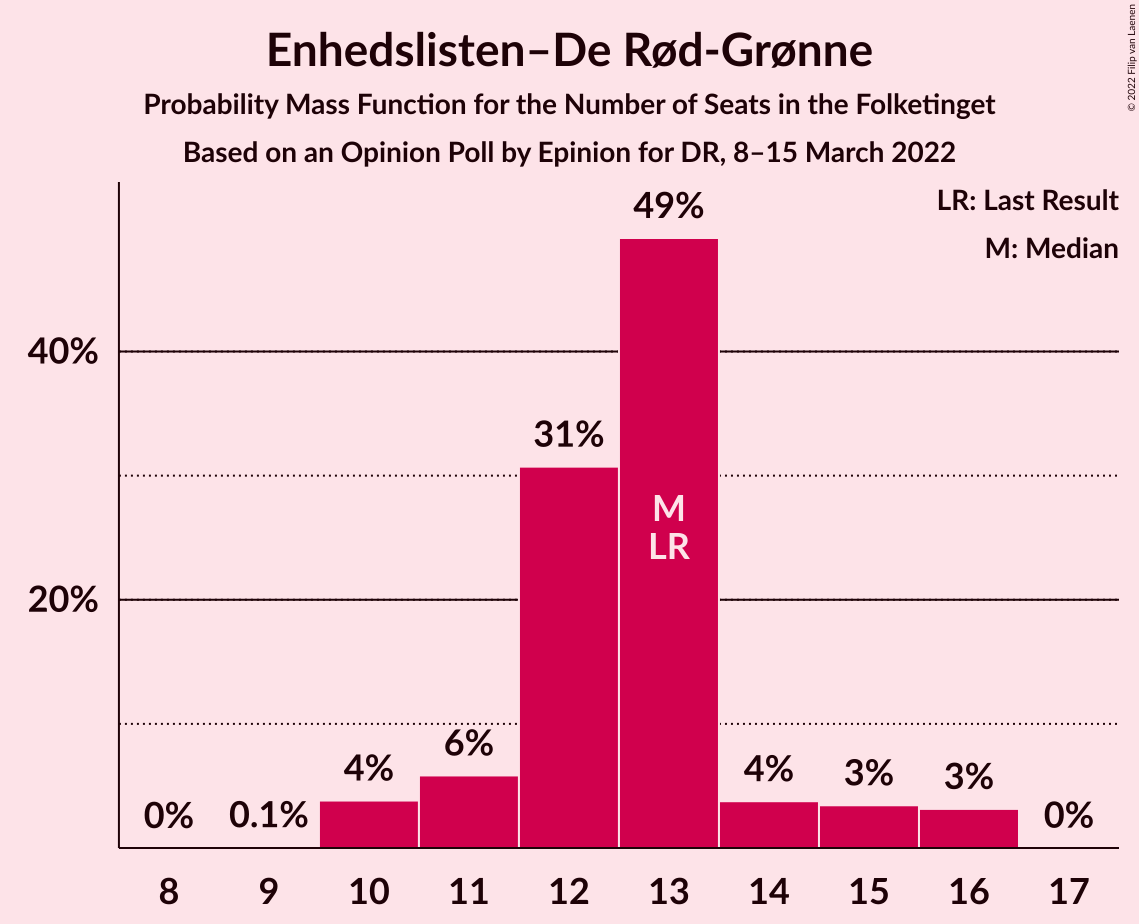 Enhedslisten–De Rød-Grønne
Probability Mass Function for the Number of Seats in the Folketinget
Based on an Opinion Poll by Epinion for DR, 8–15 March 2022
© 2022 Filip van Laenen
LR: Last Result
M: Median
49%
40%
31%
M
LR
20%
6%
4%
4%
3%
3%
0%
0.1%
0%
8 9 10 11 12 13 14 15 16 17